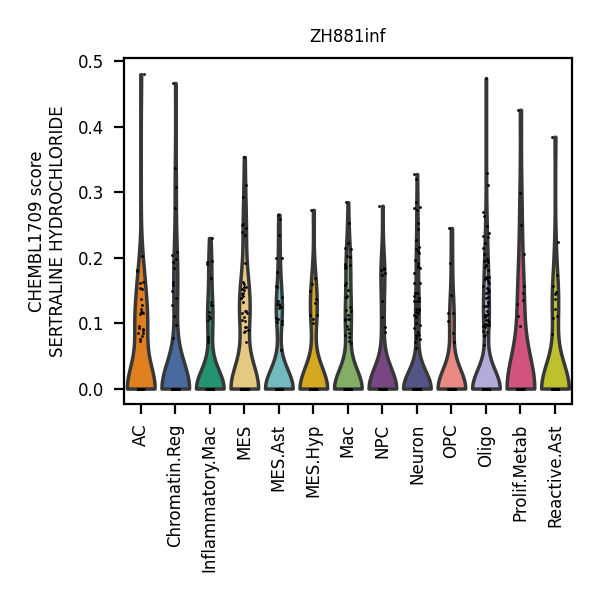 ZH881inf
CHEMBL1709 score
SERTRALINE HYDROCHLORIDE
0.5
0.4
0.3
0.2
0.1
0.0
AC
Chromatin.Reg
Inflammatory.Mac
MES
MES.Ast
MES.Hyp
Mac
NPC
Neuron
OPC
Oligo
Prolif.Metab
Reactive.Ast